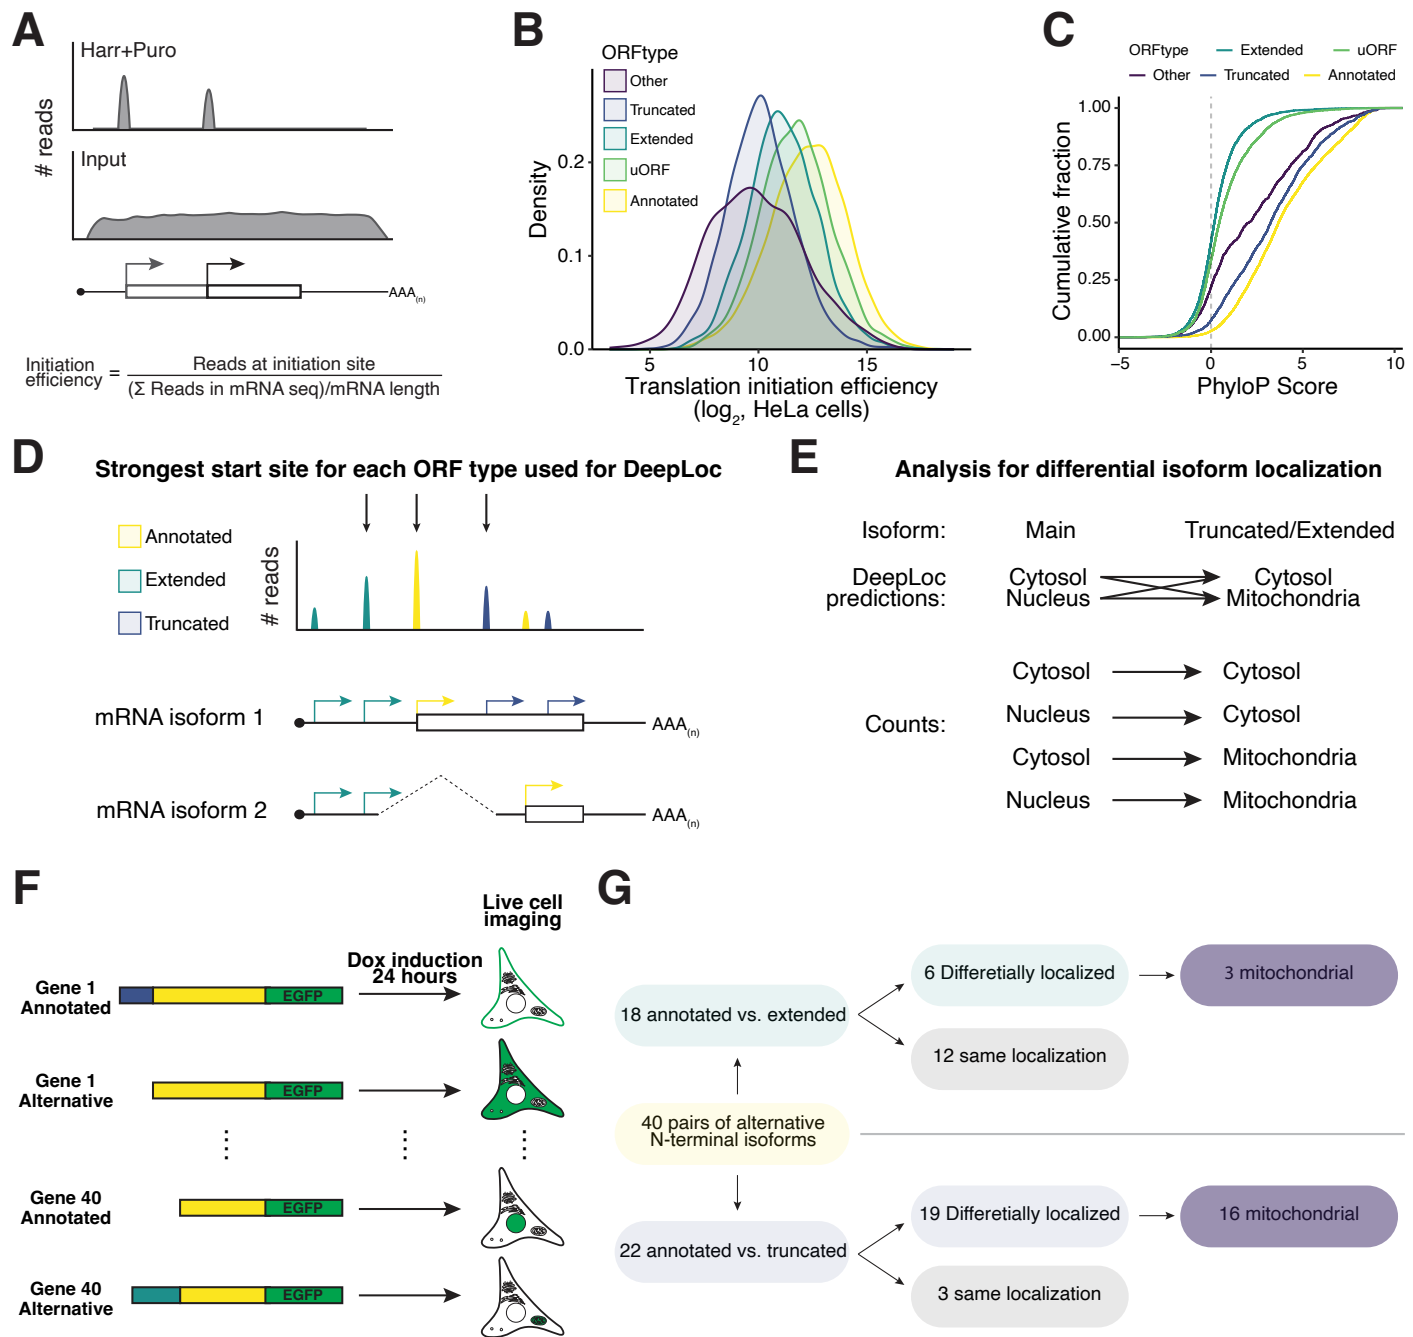 A
Harr+Puro
# reads
Input
AAA(n)
Initiation efficiency = Reads at initiation site
(Σ Reads in mRNA seq)/mRNA length
B
ORFtype
Other
Truncated
Extended
uORF
Annotated
Density
0.2
0.1
0.0
5 10 15
Translation initiation efficiency
(log2, HeLa cells)
C
ORFtype Extended uORF
Other Truncated Annotated
Cumulative fraction
1.00
0.75
0.50
0.25
0.00
−5 0 5 10
PhyloP Score
D
Strongest start site for each ORF type used for DeepLoc
Annotated
Extended
Truncated
# reads
mRNA isoform 1
AAA(n)
mRNA isoform 2
AAA(n)
E
Analysis for differential isoform localization
Isoform: Main Truncated/Extended
DeepLoc Cytosol Cytosol
predictions: Nucleus Mitochondria
Counts:
Cytosol Cytosol
Nucleus Cytosol
Cytosol Mitochondria
Nucleus Mitochondria
F
Live cell
imaging
Dox induction
24 hours
Gene 1
Annotated
EGFP
Gene 1
Alternative
EGFP
Gene 40
Annotated
EGFP
Gene 40
Alternative
EGFP
G
6 Differetially localized
3 mitochondrial
18 annotated vs. extended
12 same localization
40 pairs of alternative
N-terminal isoforms
19 Differetially localized
16 mitochondrial
22 annotated vs. truncated
3 same localization